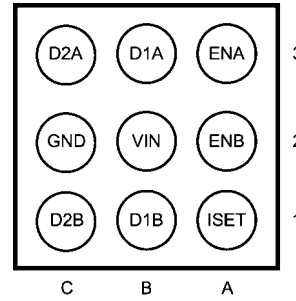 D2A D1A ENA 3
GND VIN ENB 2
D2B D1B ISET 1
C B A